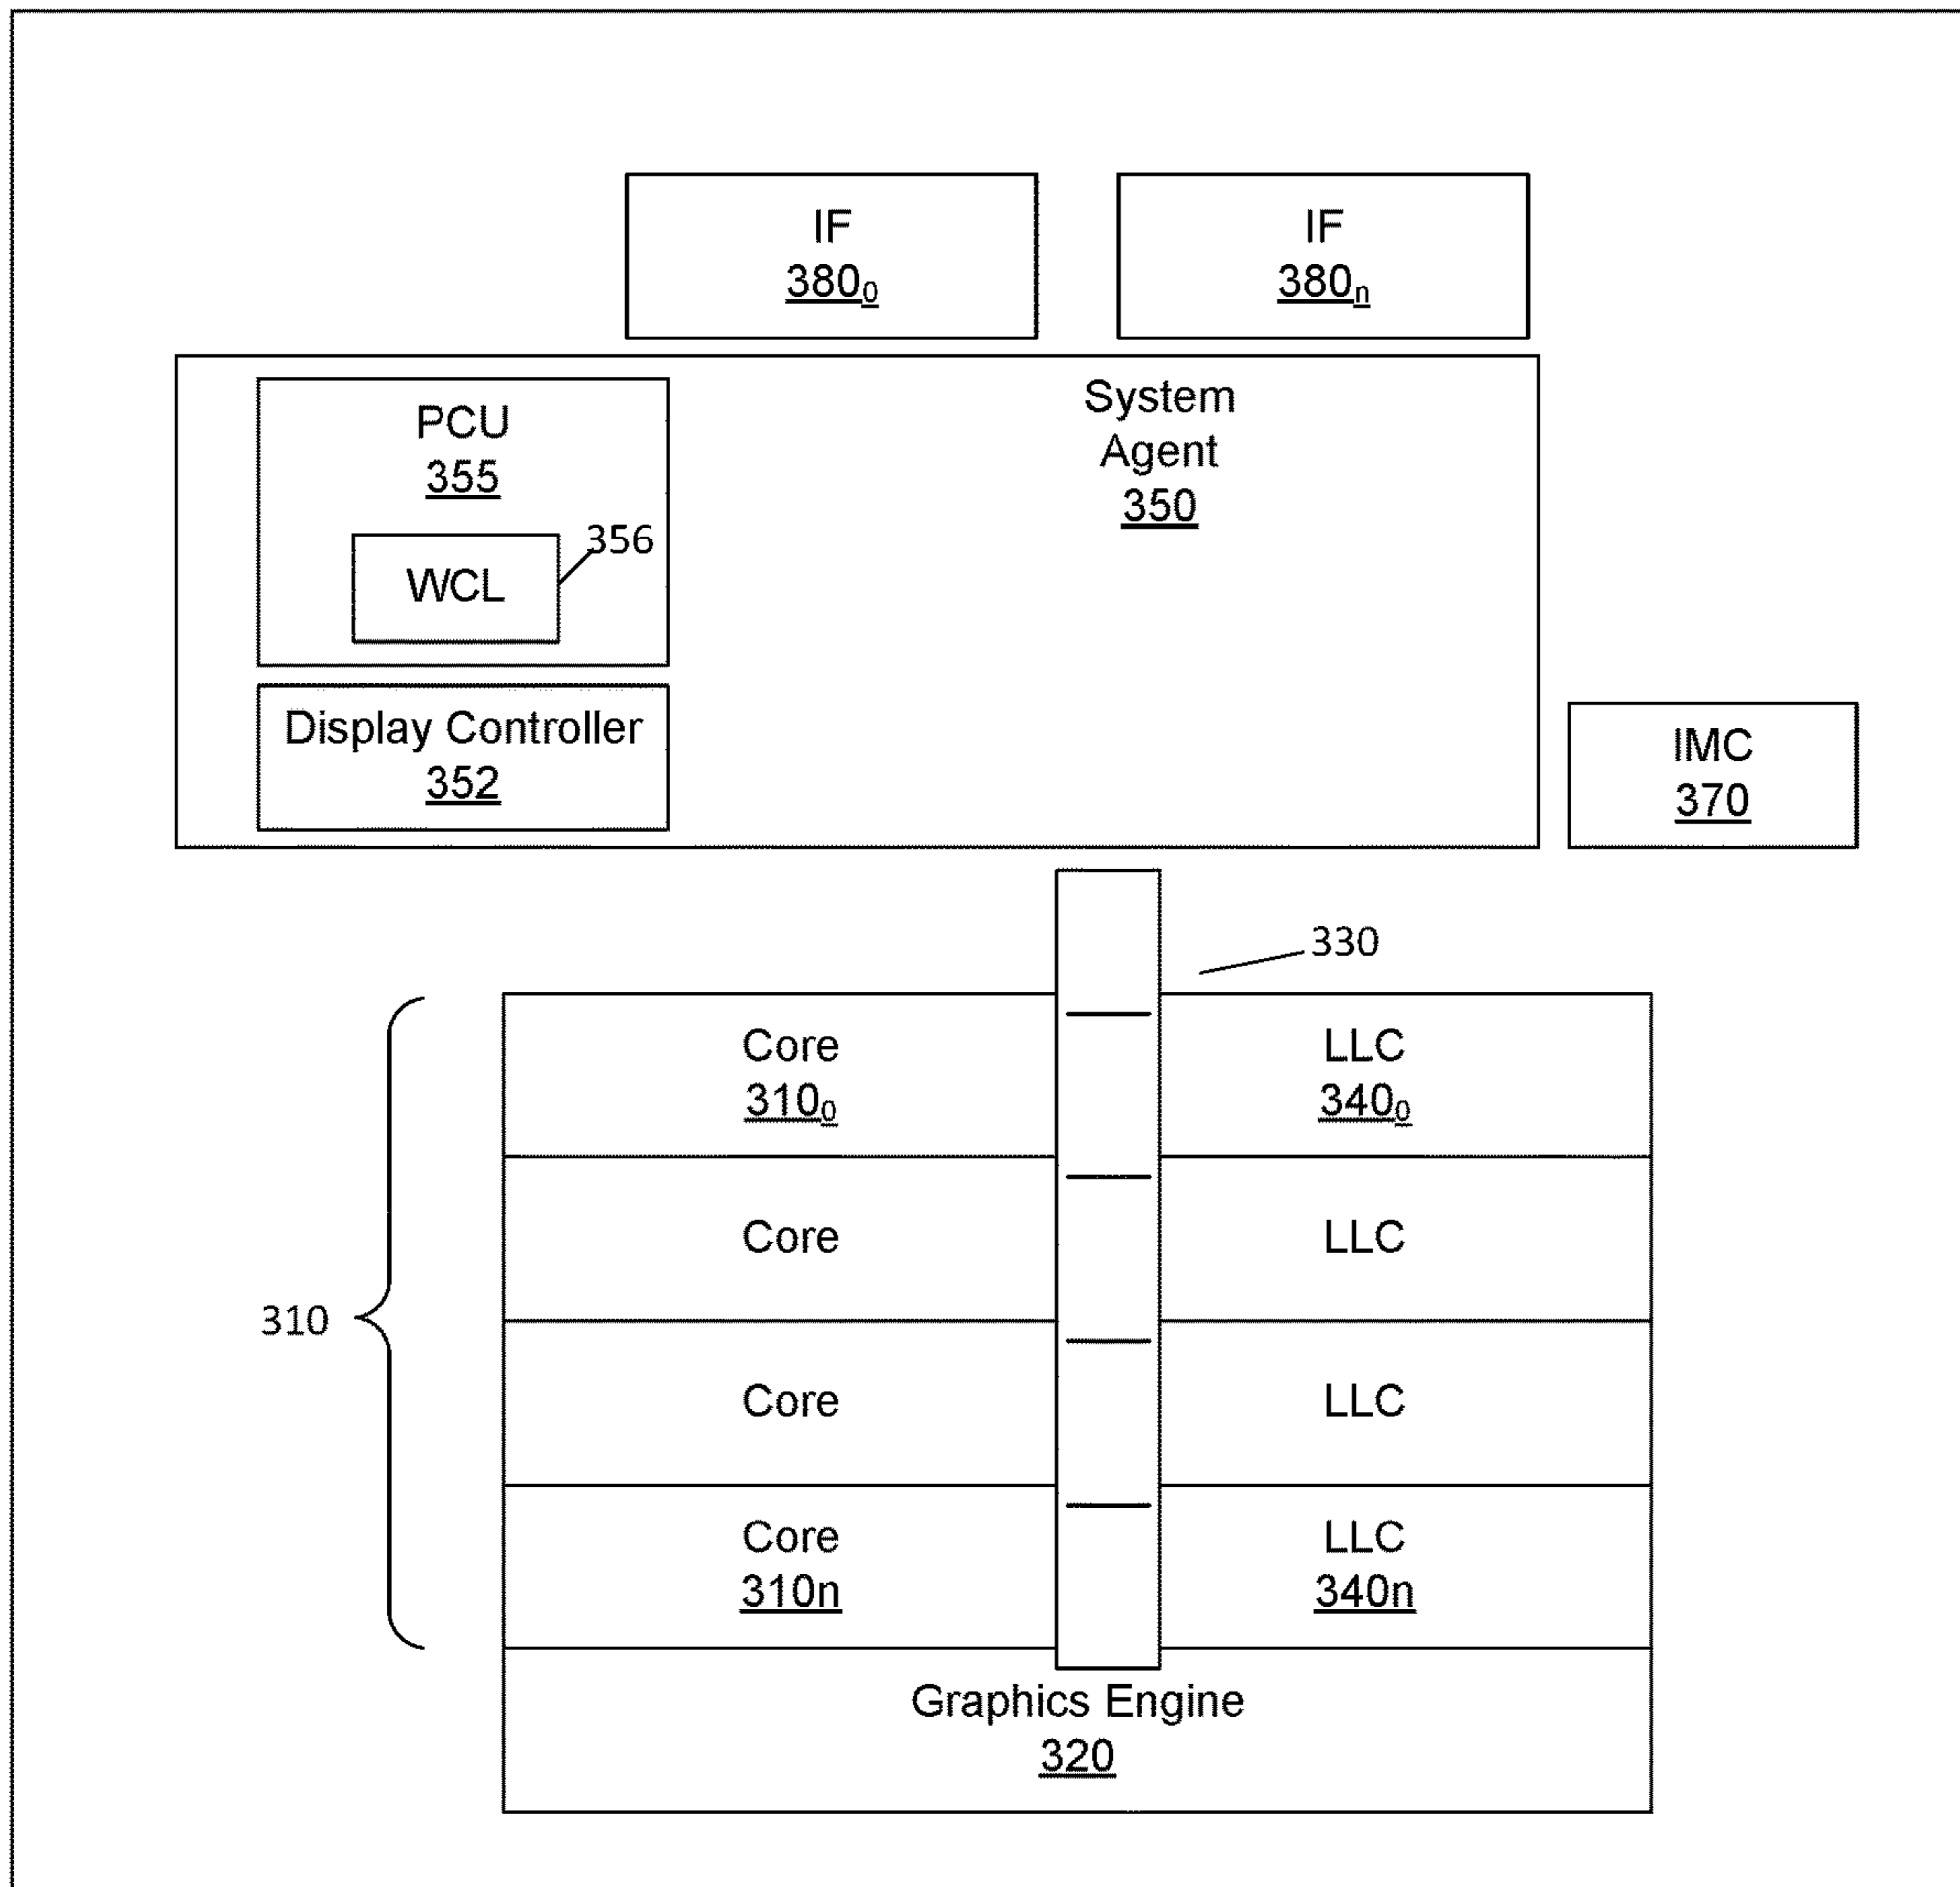 IF
380₀
IF
380ₙ
PCU
355
WCL
356
Display Controller
352
System
Agent
350
IMC
370
330
310
Core
310₀
LLC
340₀
Core
LLC
Core
LLC
Core
310n
LLC
340n
Graphics Engine
320